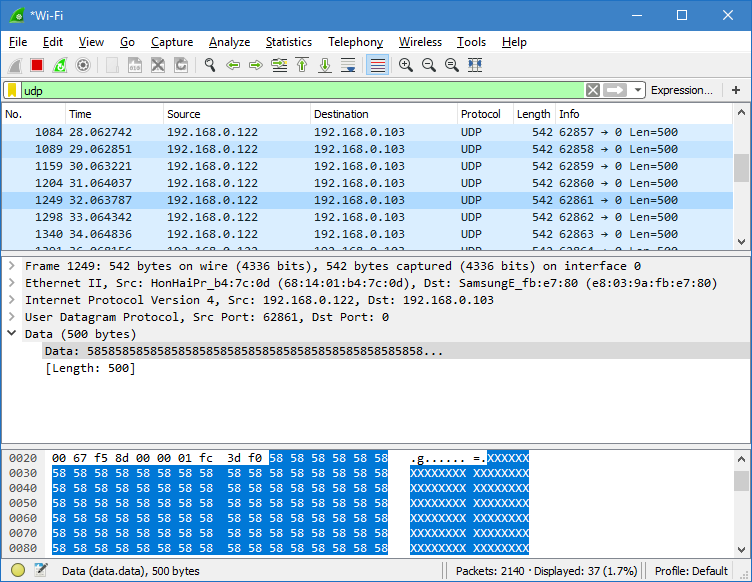 *Wi-Fi
File Edit View Go Capture Analyze Statistics Telephony Wireless Tools Help
udp Expression... +
No. Time Source Destination Protocol Length Info
1084 28.062742 192.168.0.122 192.168.0.103 UDP 542 62857 → 0 Len=500
1089 29.062851 192.168.0.122 192.168.0.103 UDP 542 62858 → 0 Len=500
1159 30.063221 192.168.0.122 192.168.0.103 UDP 542 62859 → 0 Len=500
1204 31.064037 192.168.0.122 192.168.0.103 UDP 542 62860 → 0 Len=500
1249 32.063787 192.168.0.122 192.168.0.103 UDP 542 62861 → 0 Len=500
1298 33.064342 192.168.0.122 192.168.0.103 UDP 542 62862 → 0 Len=500
1340 34.064836 192.168.0.122 192.168.0.103 UDP 542 62863 → 0 Len=500
Frame 1249: 542 bytes on wire (4336 bits), 542 bytes captured (4336 bits) on interface 0
Ethernet II, Src: HonHaiPr_b4:7c:0d (68:14:01:b4:7c:0d), Dst: SamsungE_fb:e7:80 (e8:03:9a:fb:e7:80)
Internet Protocol Version 4, Src: 192.168.0.122, Dst: 192.168.0.103
User Datagram Protocol, Src Port: 62861, Dst Port: 0
Data (500 bytes)
Data: 585858585858585858585858585858585858585858585858...
[Length: 500]
0020 00 67 f5 8d 00 00 01 fc 3d f0 58 58 58 58 58 58 .g...... =.XXXXXX
0030 58 58 58 58 58 58 58 58 58 58 58 58 58 58 58 58 XXXXXXXX XXXXXXXX
0040 58 58 58 58 58 58 58 58 58 58 58 58 58 58 58 58 XXXXXXXX XXXXXXXX
0050 58 58 58 58 58 58 58 58 58 58 58 58 58 58 58 58 XXXXXXXX XXXXXXXX
0060 58 58 58 58 58 58 58 58 58 58 58 58 58 58 58 58 XXXXXXXX XXXXXXXX
0070 58 58 58 58 58 58 58 58 58 58 58 58 58 58 58 58 XXXXXXXX XXXXXXXX
0080 58 58 58 58 58 58 58 58 58 58 58 58 58 58 58 58 XXXXXXXX XXXXXXXX
Data (data.data), 500 bytes Packets: 2140 · Displayed: 37 (1.7%) Profile: Default